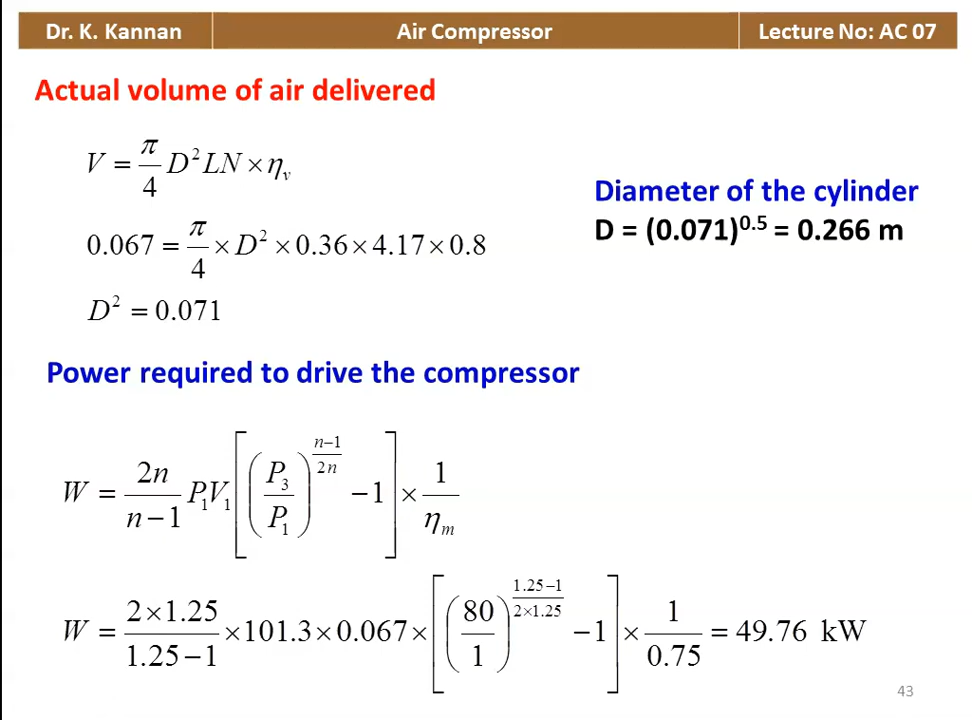 Dr. K. Kannan Air Compressor Lecture No: AC 07
Actual volume of air delivered
V = π/4 D² LN × ηᵥ
0.067 = π/4 × D² × 0.36 × 4.17 × 0.8
D² = 0.071
Diameter of the cylinder
D = (0.071)^0.5 = 0.266 m
Power required to drive the compressor
W = 2n/(n−1) P₁V₁ [(P₃/P₁)^((n−1)/2n) − 1] × 1/ηₘ
W = (2×1.25)/(1.25−1) × 101.3 × 0.067 × [(80/1)^((1.25−1)/(2×1.25)) − 1] × 1/0.75 = 49.76 kW
43